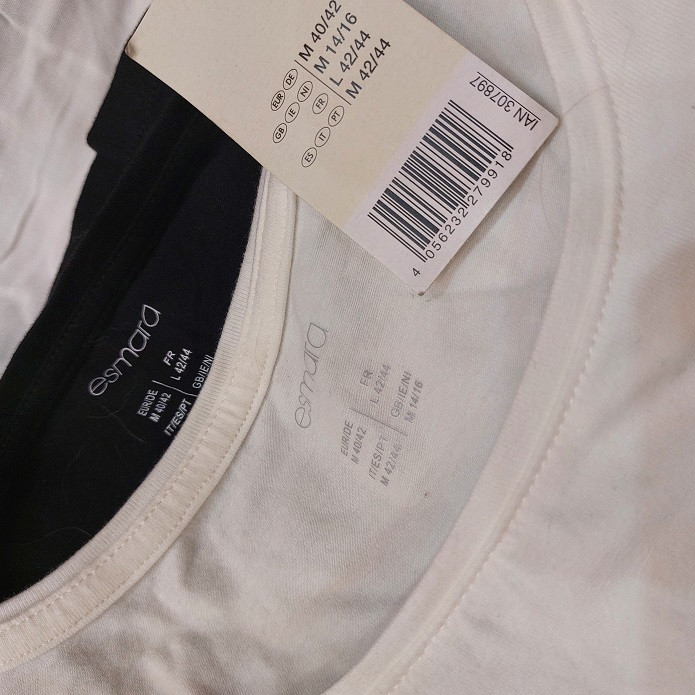 EUR DE M 40/42
GB IE NI M 14/16
FR L 42/44
ES IT PT M 42/44
IAN 307897
4 056232 279918
esmara
EUR/DE
M 40/42
FR
L 42/44
IT/ES/PT
GB/IE/NI
esmara
EUR/DE
M 40/42
FR
L 42/44
IT/ES/PT
M 42/44
GB/IE/NI
M 14/16